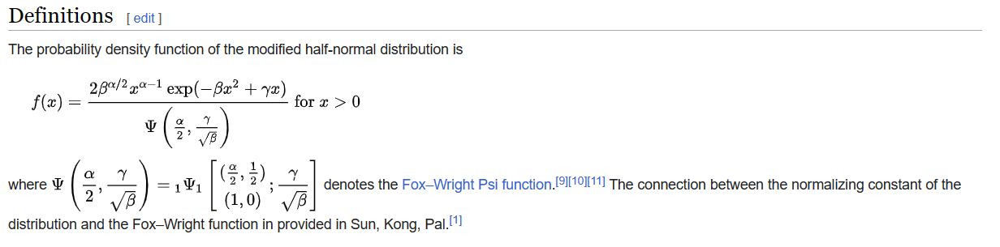 Definitions [ edit ]
The probability density function of the modified half-normal distribution is
f(x) = \frac{2\beta^{\alpha/2} x^{\alpha-1} \exp(-\beta x^2 + \gamma x)}{\Psi\left(\frac{\alpha}{2}, \frac{\gamma}{\sqrt{\beta}}\right)} for x > 0
where \Psi\left(\frac{\alpha}{2}, \frac{\gamma}{\sqrt{\beta}}\right) = {}_1\Psi_1\left[\begin{matrix}(\frac{\alpha}{2}, \frac{1}{2}) \\ (1, 0)\end{matrix}; \frac{\gamma}{\sqrt{\beta}}\right] denotes the Fox–Wright Psi function.[9][10][11] The connection between the normalizing constant of the
distribution and the Fox–Wright function in provided in Sun, Kong, Pal.[1]